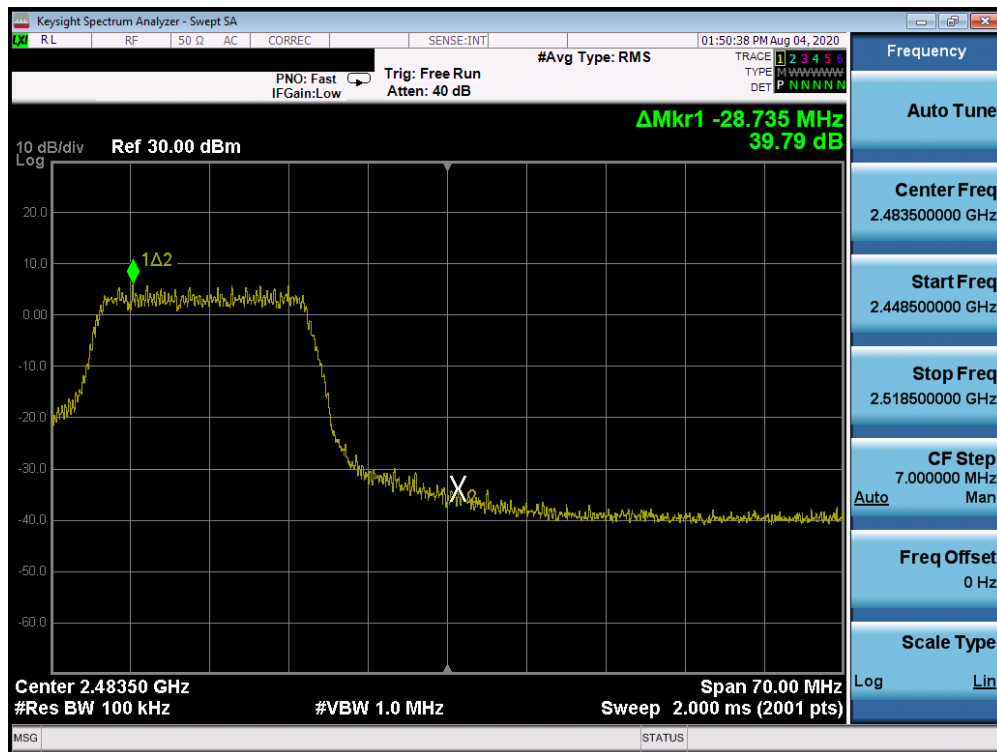 Keysight Spectrum Analyzer - Swept SA
LXI RL RF 50 Ω AC CORREC SENSE:INT 01:50:38 PM Aug 04, 2020
PNO: Fast
IFGain:Low
Trig: Free Run
Atten: 40 dB
#Avg Type: RMS
TRACE 1 2 3 4 5 6
TYPE M W W W W W
DET P N N N N N
ΔMkr1 -28.735 MHz
39.79 dB
10 dB/div Ref 30.00 dBm
Log
20.0
10.0
0.00
-10.0
-20.0
-30.0
-40.0
-50.0
-60.0
1Δ2
X2
Center 2.48350 GHz Span 70.00 MHz
#Res BW 100 kHz #VBW 1.0 MHz Sweep 2.000 ms (2001 pts)
MSG STATUS
Frequency
Auto Tune
Center Freq
2.483500000 GHz
Start Freq
2.448500000 GHz
Stop Freq
2.518500000 GHz
CF Step
7.000000 MHz
Auto Man
Freq Offset
0 Hz
Scale Type
Log Lin